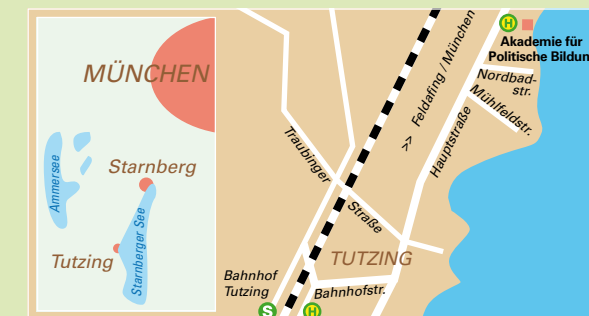 MÜNCHEN
Starnberg
Ammersee
Starnberger See
Tutzing
H
Akademie für
Politische Bildun
Nordbad-
str.
Mühlfeldstr.
>> Feldafing / München
Hauptstraße
Traubinger
Straße
TUTZING
Bahnhof
Tutzing
Bahnhofstr.
S
H